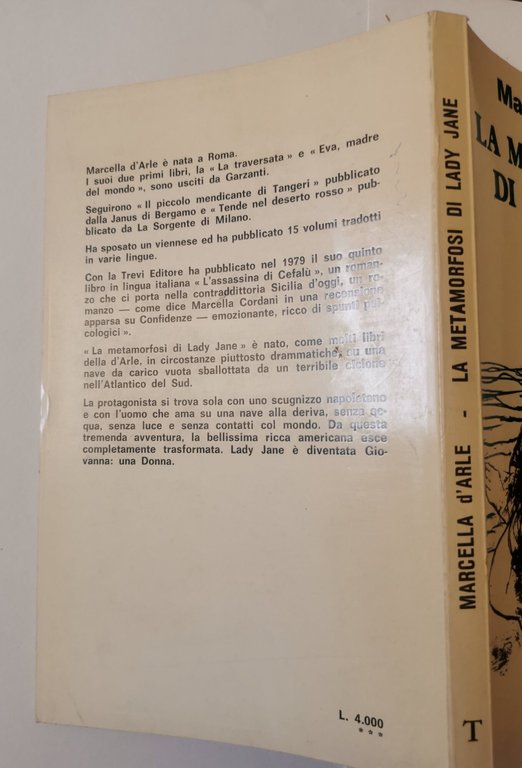 Marcella d'Arle è nata a Roma.
I suoi due primi libri, la « La traversata » e « Eva, madre
del mondo », sono usciti da Garzanti.
Seguirono « Il piccolo mendicante di Tangeri » pubblicato
dalla Janus di Bergamo e « Tende nel deserto rosso » pub-
blicato da La Sorgente di Milano.
Ha sposato un viennese ed ha pubblicato 15 volumi tradotti
in varie lingue.
Con la Trevi Editore ha pubblicato nel 1979 il suo quinto
libro in lingua italiana « L'assassina di Cefalù », un roman-
zo che ci porta nella contraddittoria Sicilia d'oggi, un ro-
manzo — come dice Marcella Cordani in una recensione
apparsa su Confidenze — emozionante, ricco di spunti psi-
cologici ».
« La metamorfosi di Lady Jane » è nato, come molti libri
della d'Arle, in circostanze piuttosto drammatiche, su una
nave da carico vuota sballottata da un terribile ciclone
nell'Atlantico del Sud.
La protagonista si trova sola con uno scugnizzo napoletano
e con l'uomo che ama su una nave alla deriva, senza ac-
qua, senza luce e senza contatti col mondo. Da questa
tremenda avventura, la bellissima ricca americana esce
completamente trasformata. Lady Jane è diventata Gio-
vanna: una Donna.
L. 4.000
***
MARCELLA d'ARLE - LA METAMORFOSI DI LADY JANE
T
Ma
LA M
DI